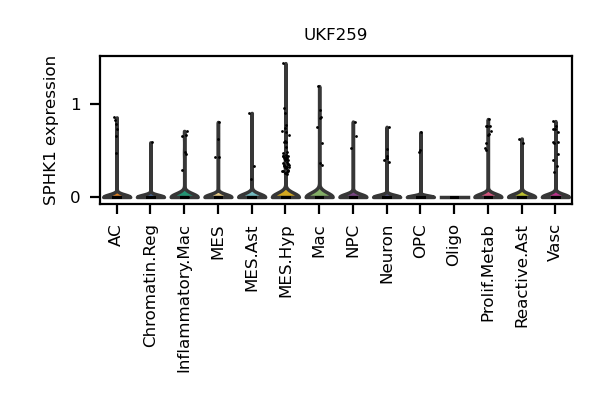 UKF259
SPHK1 expression
1
0
AC
Chromatin.Reg
Inflammatory.Mac
MES
MES.Ast
MES.Hyp
Mac
NPC
Neuron
OPC
Oligo
Prolif.Metab
Reactive.Ast
Vasc